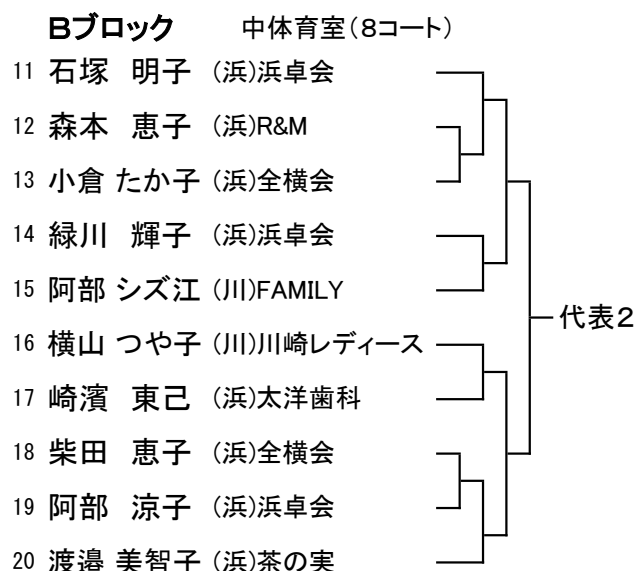 Bブロック 中体育室(8コート)
11 石塚 明子 (浜)浜卓会
12 森本 恵子 (浜)R&M
13 小倉 たか子 (浜)全横会
14 緑川 輝子 (浜)浜卓会
15 阿部 シズ江 (川)FAMILY
代表2
16 横山 つや子 (川)川崎レディース
17 崎濱 東己 (浜)太洋歯科
18 柴田 恵子 (浜)全横会
19 阿部 涼子 (浜)浜卓会
20 渡邉 美智子 (浜)茶の実